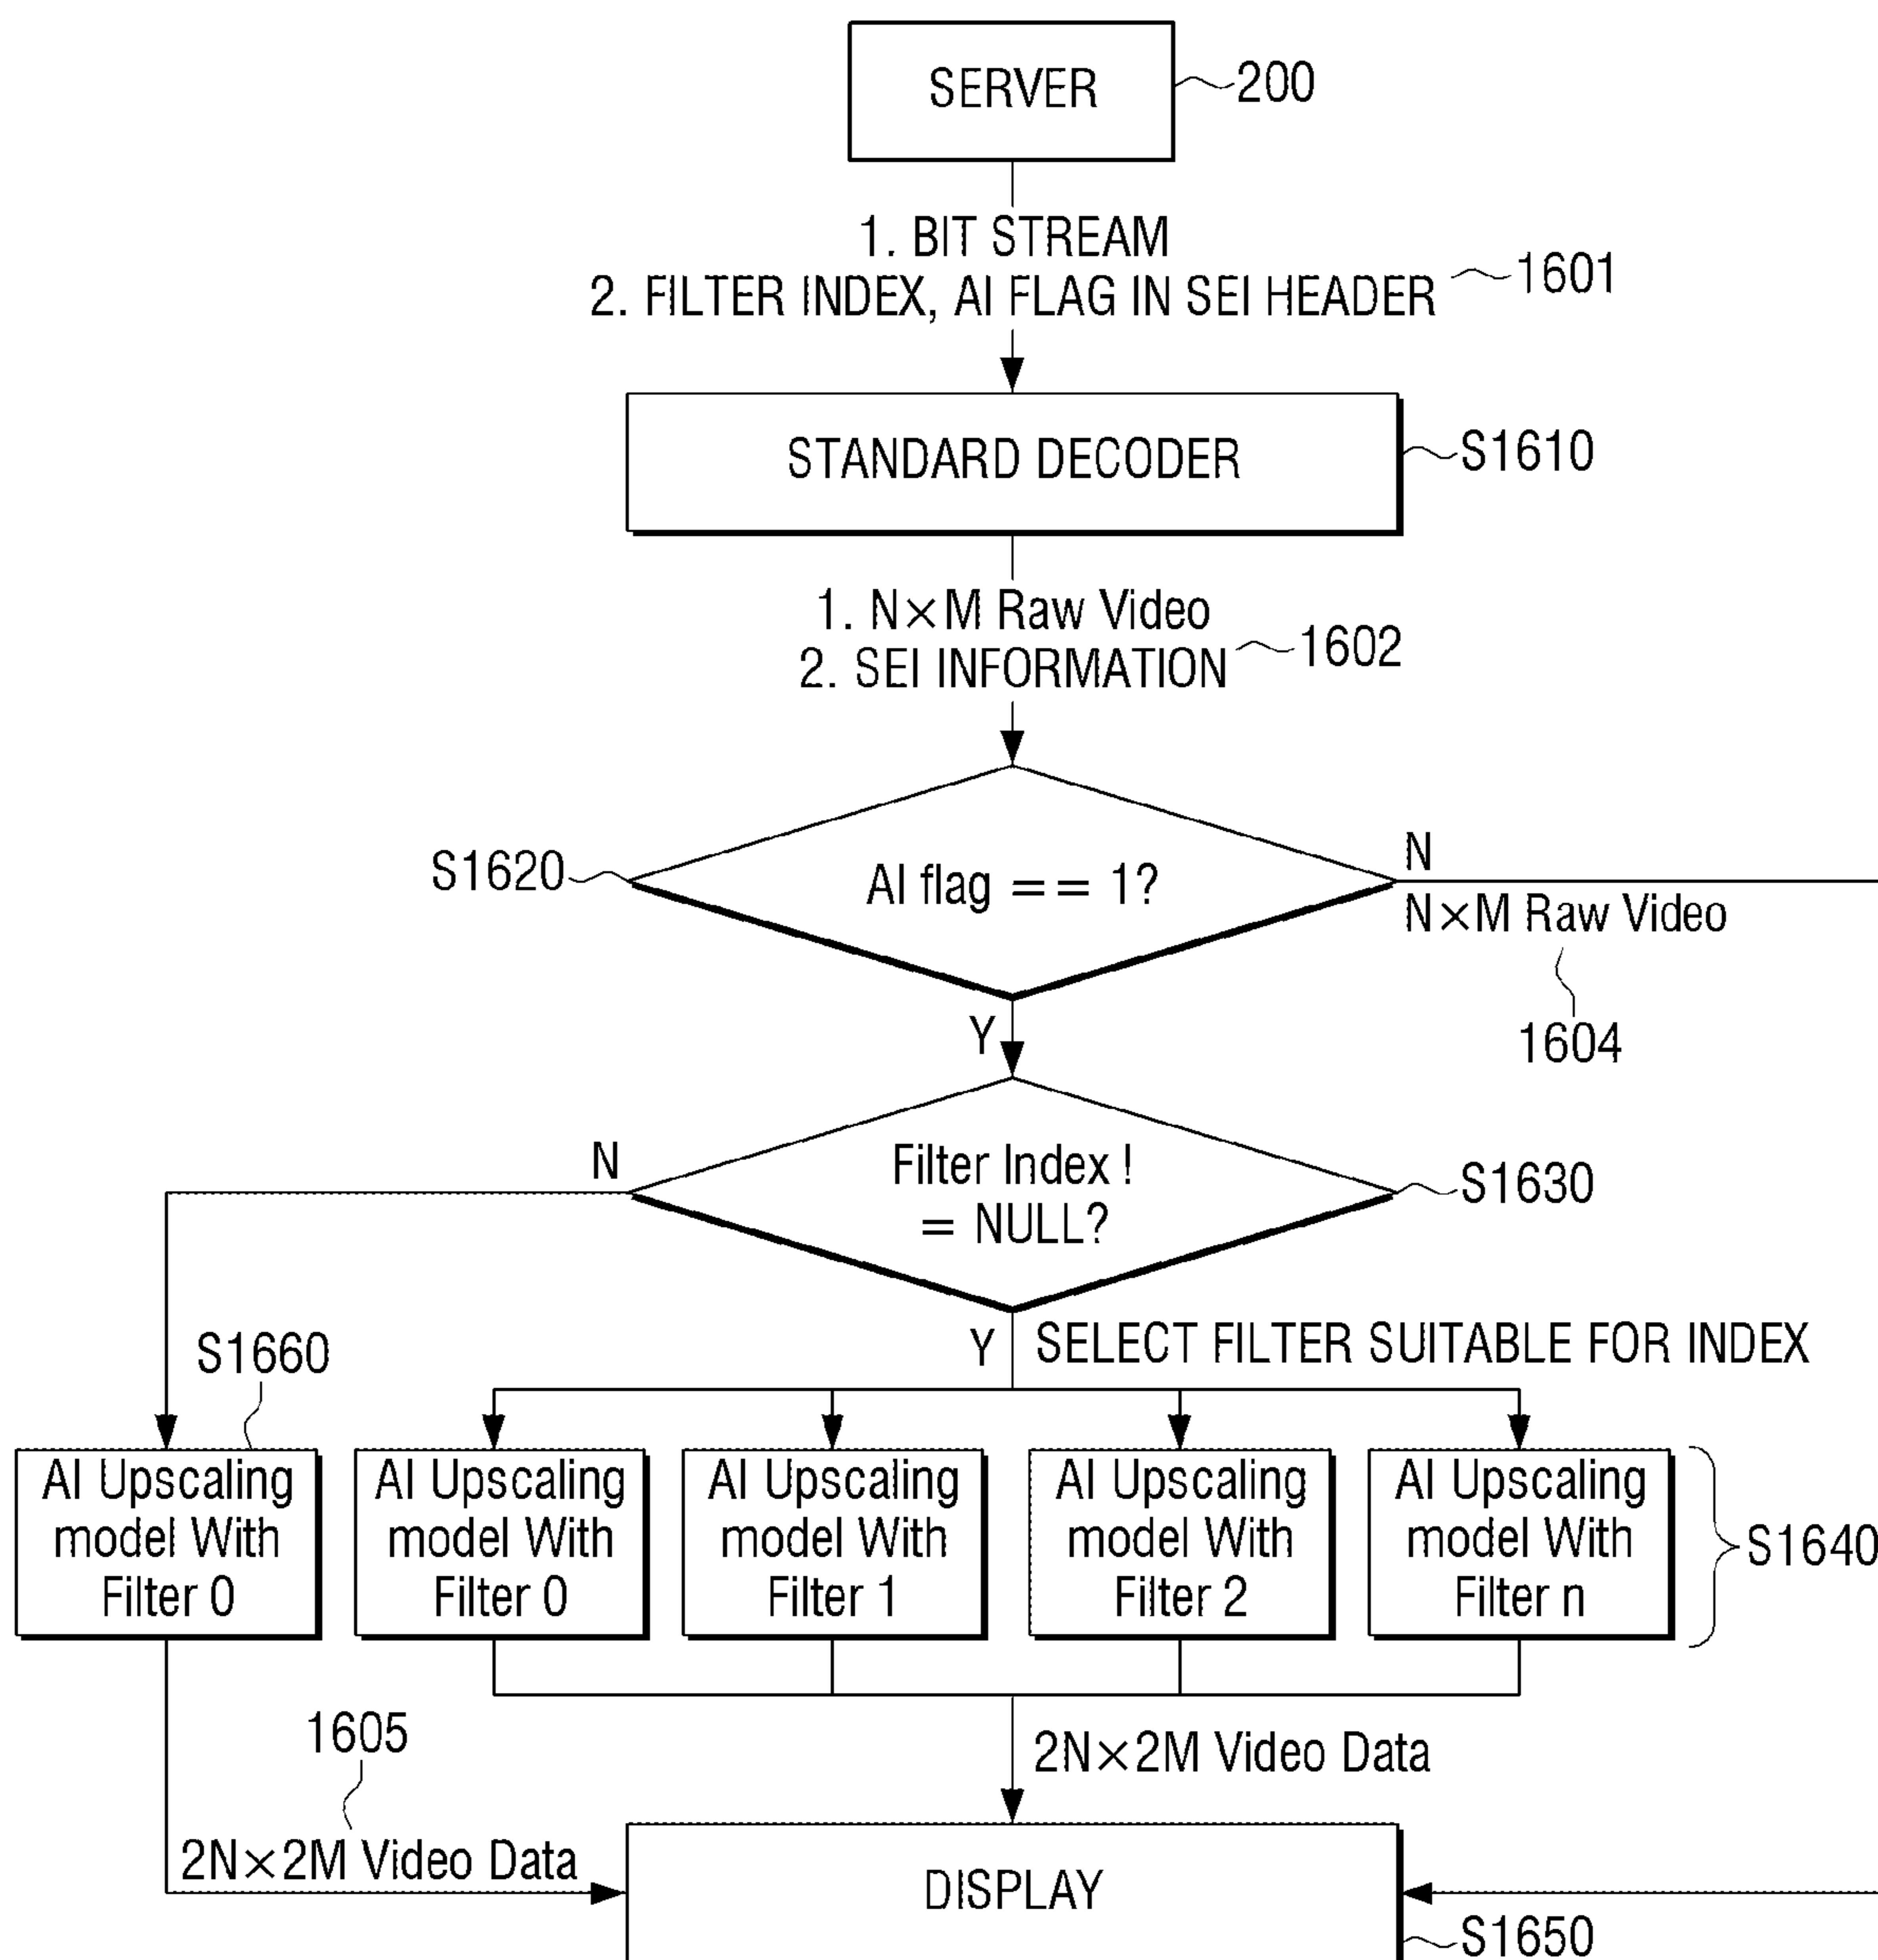 SERVER
200
1. BIT STREAM
2. FILTER INDEX, AI FLAG IN SEI HEADER
1601
STANDARD DECODER
S1610
1. N×M Raw Video
2. SEI INFORMATION
1602
S1620
AI flag == 1?
N
N×M Raw Video
1604
Y
N
Filter Index !
= NULL?
S1630
Y
SELECT FILTER SUITABLE FOR INDEX
S1660
AI Upscaling
model With
Filter 0
AI Upscaling
model With
Filter 0
AI Upscaling
model With
Filter 1
AI Upscaling
model With
Filter 2
AI Upscaling
model With
Filter n
S1640
1605
2N×2M Video Data
2N×2M Video Data
DISPLAY
S1650